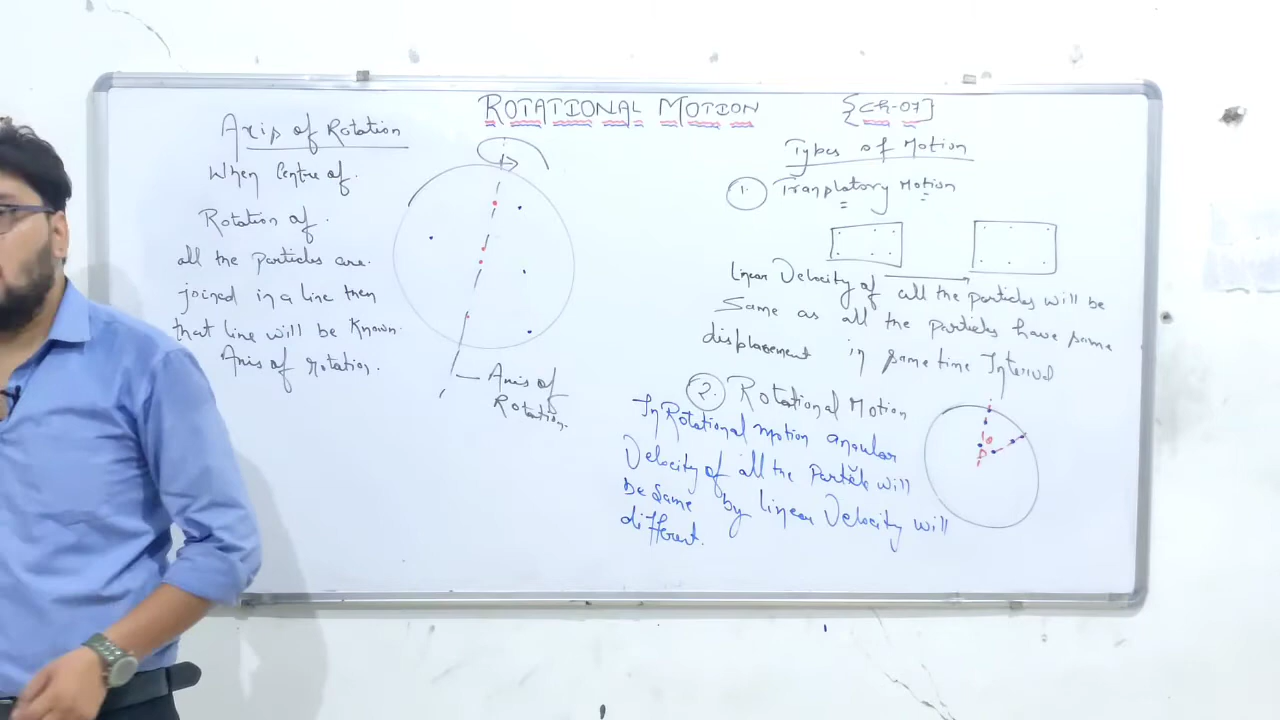 ROTATIONAL MOTION {Ch-07}
Axis of Rotation
When Centre of
Rotation of
all the particles are
joined in a line then
that line will be Known
Axis of rotation.
Axis of
Rotation.
Types of Motion
1. Translatory Motion
Linear Velocity of all the particles will be
Same as all the particles have same
displacement in same time Interval
2. Rotational Motion
In Rotational motion angular
Velocity of all the Particle will
be same by linear Velocity will
different.
θ